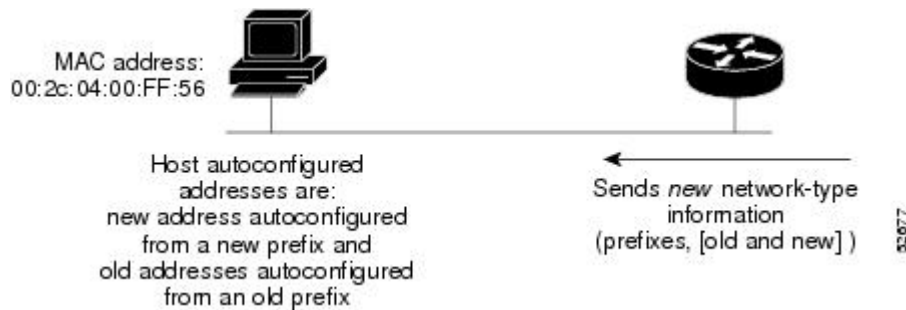 MAC address:
00:2c:04:00:FF:56
Host autoconfigured
addresses are:
new address autoconfigured
from a new prefix and
old addresses autoconfigured
from an old prefix
Sends new network-type
information
(prefixes, [old and new] )
52677